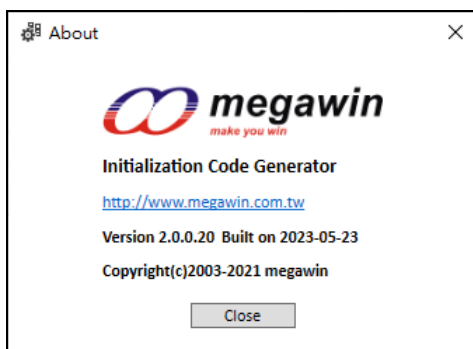 About
megawin
make you win
Initialization Code Generator
http://www.megawin.com.tw
Version 2.0.0.20 Built on 2023-05-23
Copyright(c)2003-2021 megawin
Close